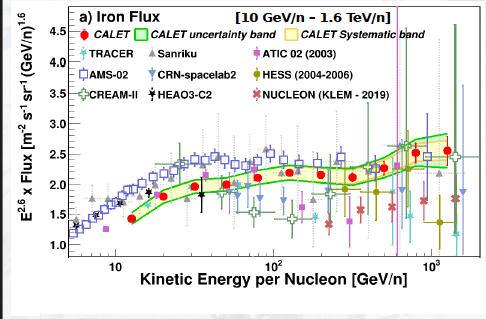 a) Iron Flux [10 GeV/n – 1.6 TeV/n]
CALET CALET uncertainty band CALET Systematic band
TRACER Sanriku ATIC 02 (2003)
AMS-02 CRN-spacelab2 HESS (2004-2006)
CREAM-II HEAO3-C2 NUCLEON (KLEM - 2019)
E^2.6 x Flux [m^-2 s^-1 sr^-1 (GeV/n)^1.6
4.5
4.0
3.5
3.0
2.5
2.0
1.5
1.0
10 10^2 10^3
Kinetic Energy per Nucleon [GeV/n]